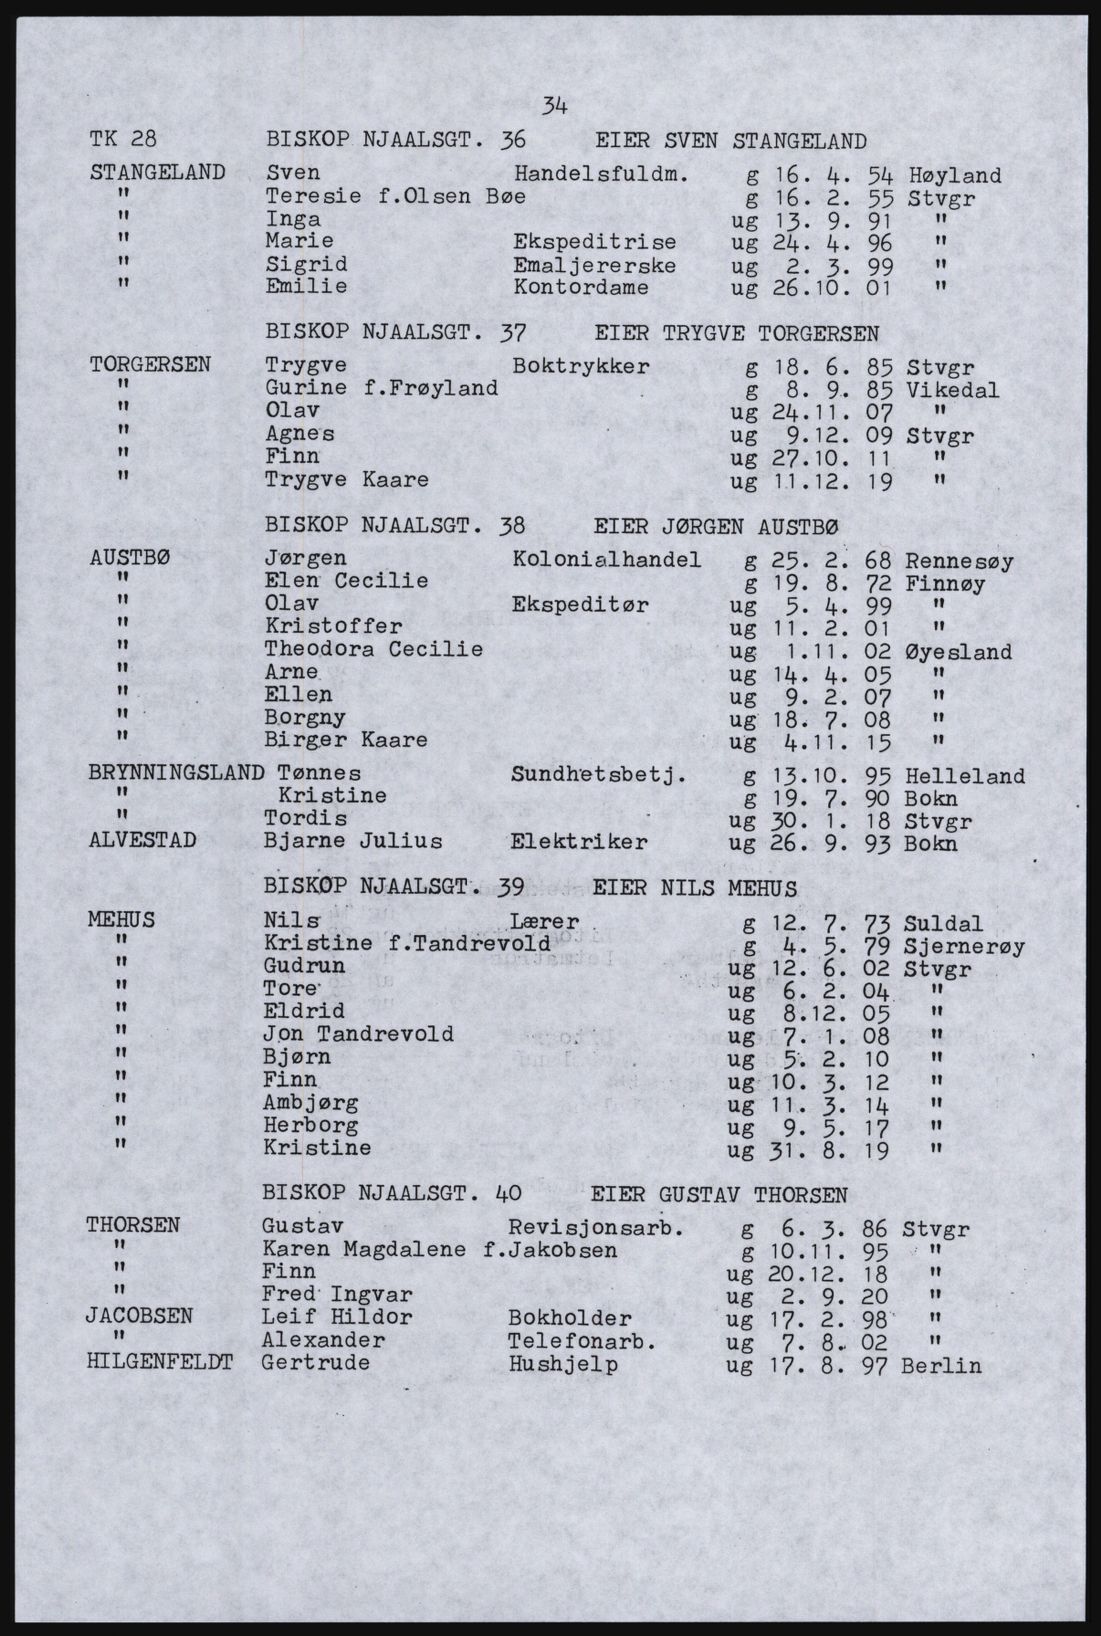 34
TK 28 BISKOP NJAALSGT. 36 EIER SVEN STANGELAND
STANGELAND Sven Handelsfuldm. g 16. 4. 54 Høyland
" Teresie f.Olsen Bøe g 16. 2. 55 Stvgr
" Inga ug 13. 9. 91 "
" Marie Ekspeditrise ug 24. 4. 96 "
" Sigrid Emaljererske ug 2. 3. 99 "
" Emilie Kontordame ug 26.10. 01 "
BISKOP NJAALSGT. 37 EIER TRYGVE TORGERSEN
TORGERSEN Trygve Boktrykker g 18. 6. 85 Stvgr
" Gurine f.Frøyland g 8. 9. 85 Vikedal
" Olav ug 24.11. 07 "
" Agnes ug 9.12. 09 Stvgr
" Finn ug 27.10. 11 "
" Trygve Kaare ug 11.12. 19 "
BISKOP NJAALSGT. 38 EIER JØRGEN AUSTBØ
AUSTBØ Jørgen Kolonialhandel g 25. 2. 68 Rennesøy
" Elen Cecilie g 19. 8. 72 Finnøy
" Olav Ekspeditør ug 5. 4. 99 "
" Kristoffer ug 11. 2. 01 "
" Theodora Cecilie ug 1.11. 02 Øyesland
" Arne ug 14. 4. 05 "
" Ellen ug 9. 2. 07 "
" Borgny ug 18. 7. 08 "
" Birger Kaare ug 4.11. 15 "
BRYNNINGSLAND Tønnes Sundhetsbetj. g 13.10. 95 Helleland
" Kristine g 19. 7. 90 Bokn
" Tordis ug 30. 1. 18 Stvgr
ALVESTAD Bjarne Julius Elektriker ug 26. 9. 93 Bokn
BISKOP NJAALSGT. 39 EIER NILS MEHUS
MEHUS Nils Lærer g 12. 7. 73 Suldal
" Kristine f.Tandrevold g 4. 5. 79 Sjernerøy
" Gudrun ug 12. 6. 02 Stvgr
" Tore ug 6. 2. 04 "
" Eldrid ug 8.12. 05 "
" Jon Tandrevold ug 7. 1. 08 "
" Bjørn ug 5. 2. 10 "
" Finn ug 10. 3. 12 "
" Ambjørg ug 11. 3. 14 "
" Herborg ug 9. 5. 17 "
" Kristine ug 31. 8. 19 "
BISKOP NJAALSGT. 40 EIER GUSTAV THORSEN
THORSEN Gustav Revisjonsarb. g 6. 3. 86 Stvgr
" Karen Magdalene f.Jakobsen g 10.11. 95 "
" Finn ug 20.12. 18 "
" Fred Ingvar ug 2. 9. 20 "
JACOBSEN Leif Hildor Bokholder ug 17. 2. 98 "
" Alexander Telefonarb. ug 7. 8. 02 "
HILGENFELDT Gertrude Hushjelp ug 17. 8. 97 Berlin